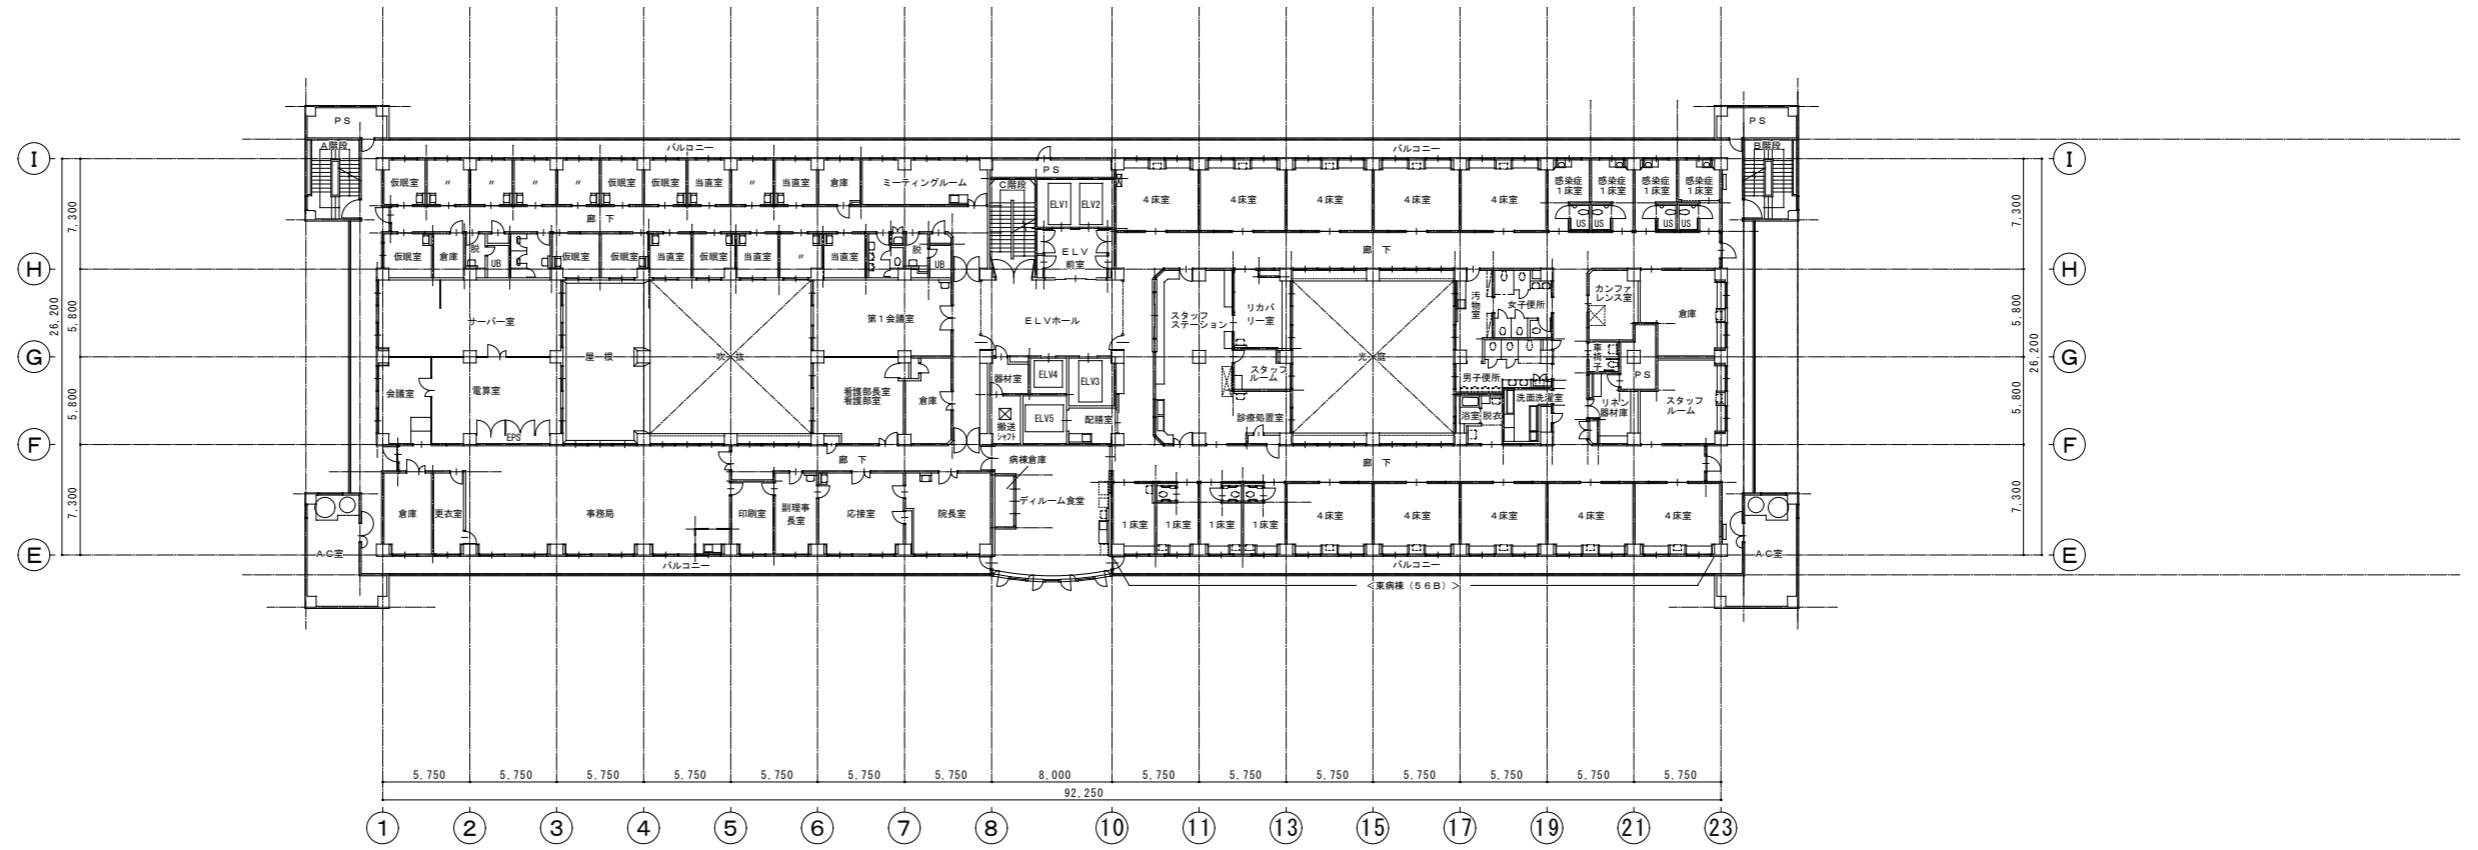 PS
PS
A階段
B階段
バルコニー
バルコニー
I
I
PS
仮眠室
〃
〃
〃
〃
仮眠室
仮眠室
当直室
〃
当直室
倉庫
ミーティングルーム
C階段
ELV1
ELV2
4床室
4床室
4床室
4床室
4床室
感染症
1床室
感染症
1床室
感染症
1床室
感染症
1床室
US
US
US
US
7,300
7,300
廊 下
廊 下
仮眠室
倉庫
脱
UB
仮眠室
仮眠室
当直室
仮眠室
当直室
〃
当直室
脱
UB
ELV
前室
H
H
26,200
5,800
サーバー室
屋 根
吹 抜
第1会議室
ELVホール
スタッフ
ステーション
リカバ
リー室
光 庭
汚物室
女子便所
カンファ
レンス室
倉庫
5,800
26,200
G
G
会議室
電算室
EPS
看護部長室
看護部室
倉庫
器材室
ELV4
ELV3
搬送
シャフト
ELV5
配膳室
スタッフ
ルーム
診療処置室
男子便所
浴室
脱衣
洗面洗濯室
車椅子
PS
リネン
器材庫
スタッフ
ルーム
5,800
5,800
F
F
廊 下
病棟倉庫
廊 下
7,300
倉庫
更衣室
事務局
印刷室
副理事
長室
応接室
院長室
ディルーム食堂
1床室
1床室
1床室
1床室
4床室
4床室
4床室
4床室
4床室
7,300
E
E
AC室
AC室
バルコニー
バルコニー
<東病棟(56B)>
5,750
5,750
5,750
5,750
5,750
5,750
5,750
8,000
5,750
5,750
5,750
5,750
5,750
5,750
5,750
92,250
1
2
3
4
5
6
7
8
10
11
13
15
17
19
21
23